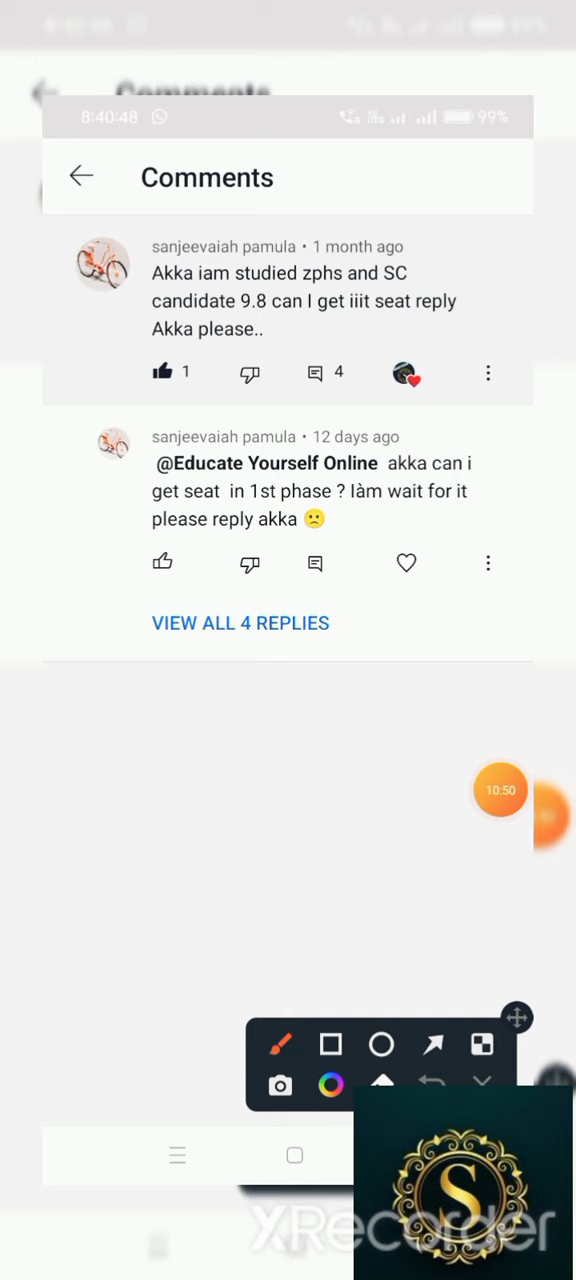 Comments
8:40:48
99%
Comments
sanjeevaiah pamula • 1 month ago
Akka iam studied zphs and SC
candidate 9.8 can I get iiit seat reply
Akka please..
1
4
sanjeevaiah pamula • 12 days ago
@Educate Yourself Online akka can i
get seat in 1st phase ? làm wait for it
please reply akka 🙁
VIEW ALL 4 REPLIES
10:50
S
XRecorder